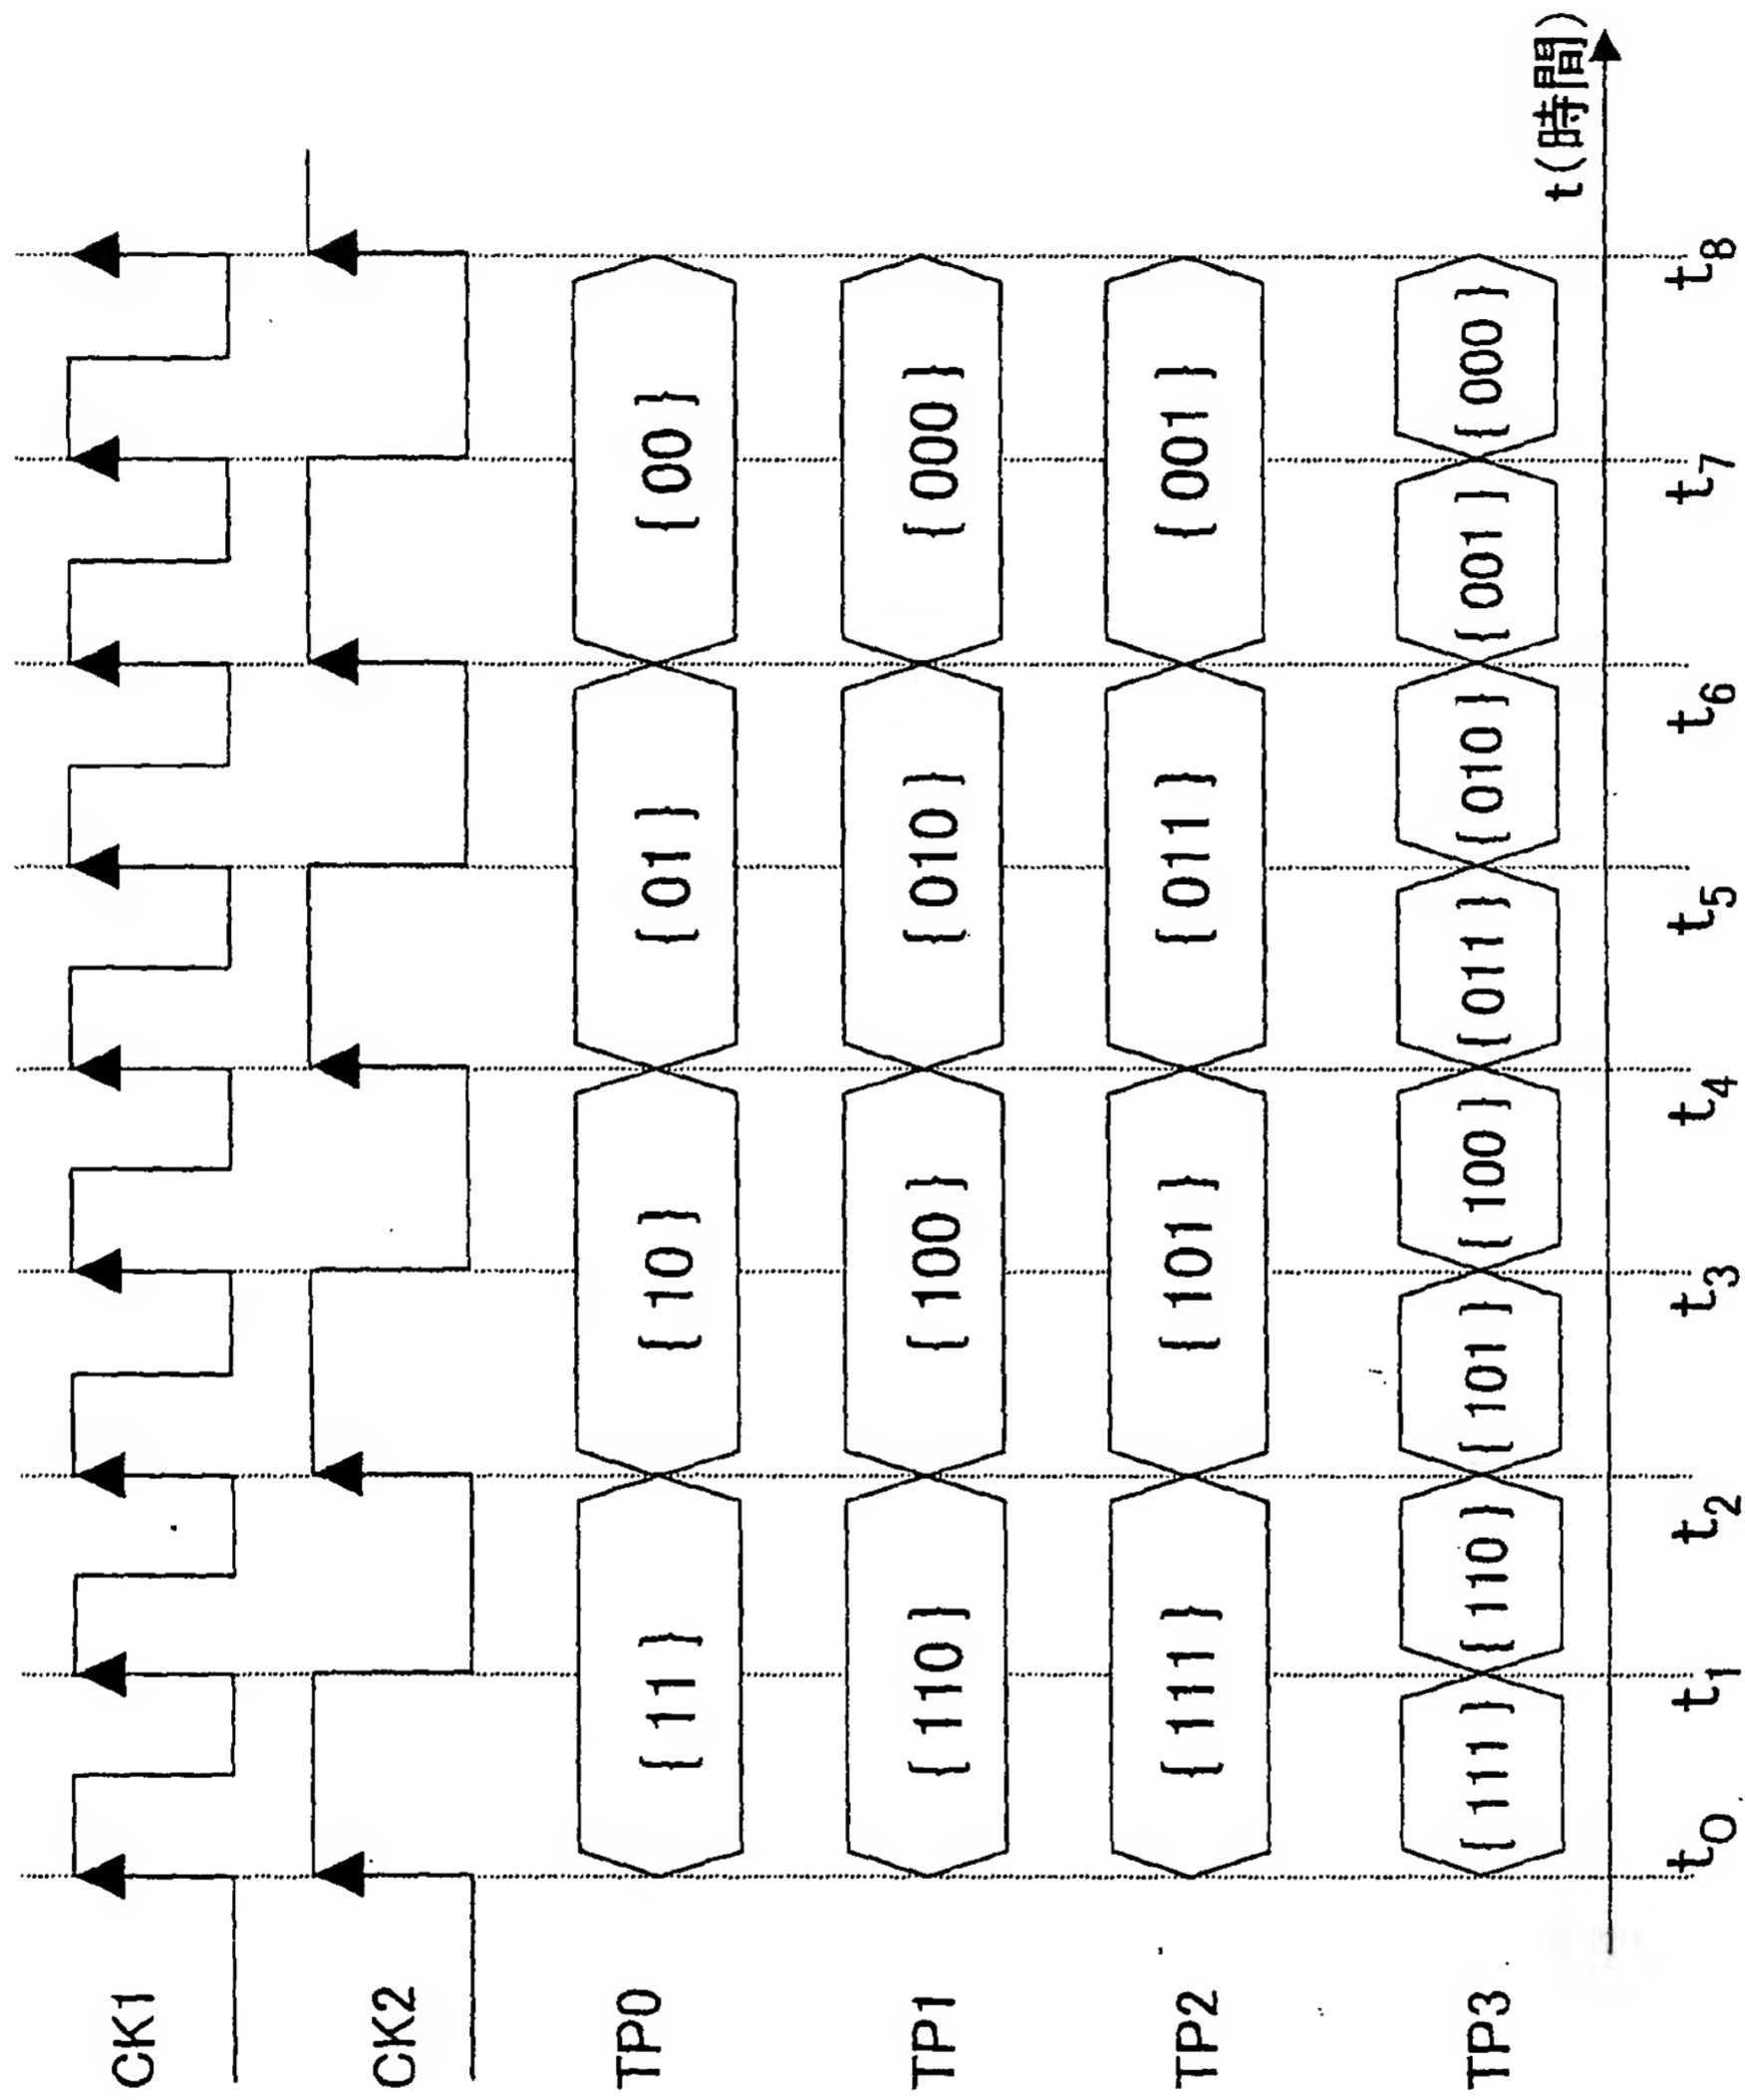 CK1
CK2
TP0 { 11 } { 10 } { 01 } { 00 }
TP1 { 110 } { 100 } { 010 } { 000 }
TP2 { 111 } { 101 } { 011 } { 001 }
TP3 { 111 } { 110 } { 101 } { 100 } { 011 } { 010 } { 001 } { 000 }
t(時間)
t0 t1 t2 t3 t4 t5 t6 t7 t8